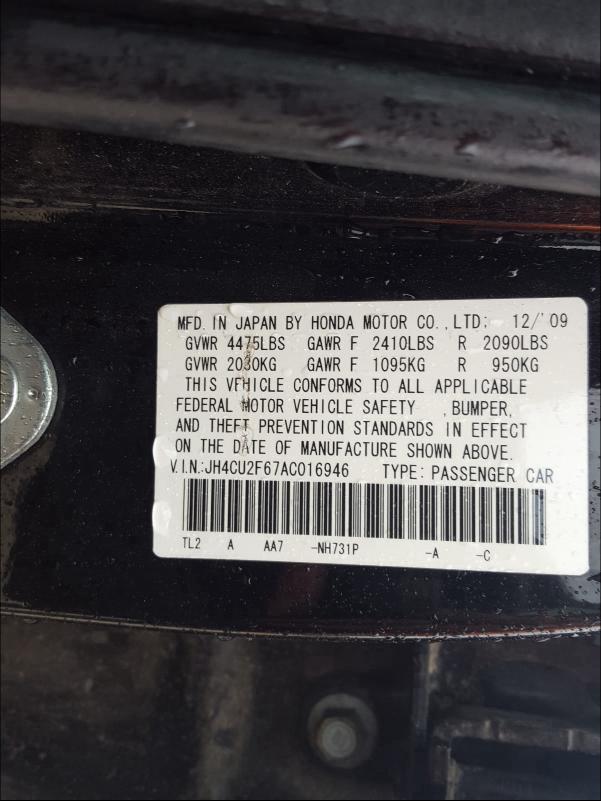 MFD. IN JAPAN BY HONDA MOTOR CO.,LTD; 12/'09
GVWR 4475LBS GAWR F 2410LBS R 2090LBS
GVWR 2030KG GAWR F 1095KG R 950KG
THIS VEHICLE CONFORMS TO ALL APPLICABLE
FEDERAL MOTOR VEHICLE SAFETY ,BUMPER,
AND THEFT PREVENTION STANDARDS IN EFFECT
ON THE DATE OF MANUFACTURE SHOWN ABOVE.
V.I.N.:JH4CU2F67AC016946 TYPE: PASSENGER CAR
TL2 A AA7 -NH731P -A -C